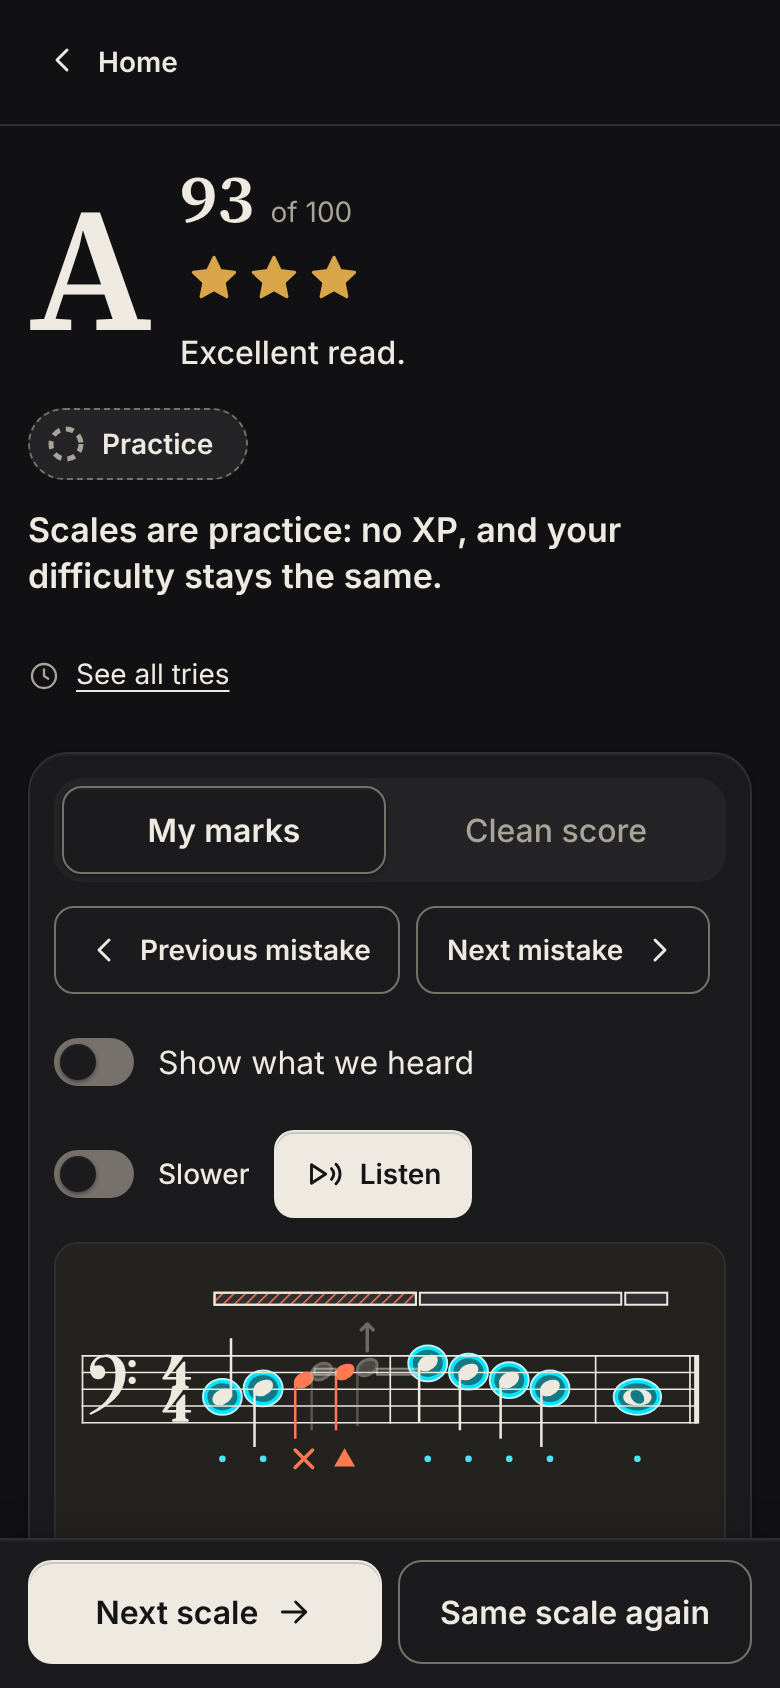 Home
A
93 of 100
Excellent read.
Practice
Scales are practice: no XP, and your
difficulty stays the same.
See all tries
My marks
Clean score
Previous mistake
Next mistake
Show what we heard
Slower
Listen
4
4
Next scale
Same scale again